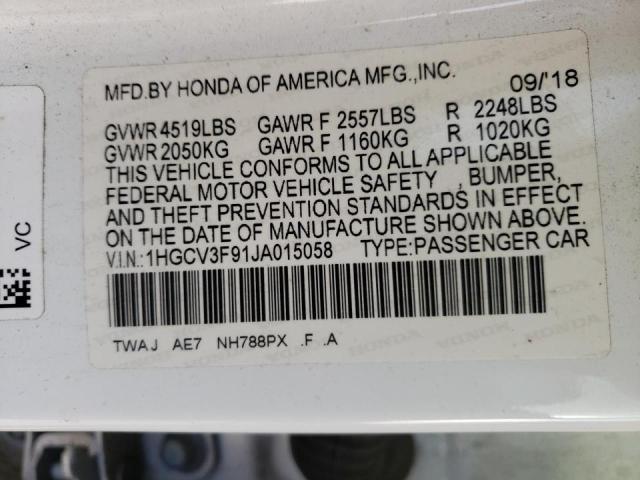 MFD.BY HONDA OF AMERICA MFG.,INC. 09/'18
GVWR 4519LBS GAWR F 2557LBS R 2248LBS
GVWR 2050KG GAWR F 1160KG R 1020KG
THIS VEHICLE CONFORMS TO ALL APPLICABLE
FEDERAL MOTOR VEHICLE SAFETY , BUMPER,
AND THEFT PREVENTION STANDARDS IN EFFECT
ON THE DATE OF MANUFACTURE SHOWN ABOVE.
V.I.N.:1HGCV3F91JA015058 TYPE:PASSENGER CAR
TWAJ AE7 NH788PX .F .A
VC